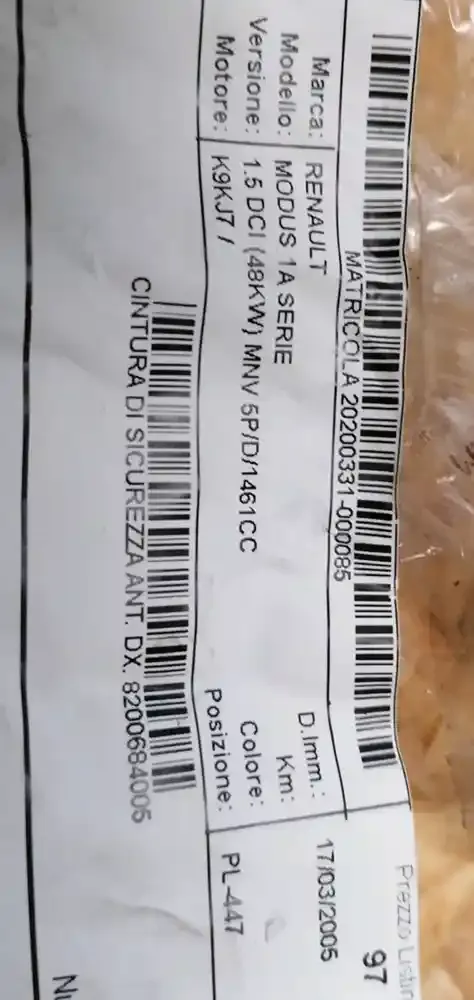 Prezzo Listin
97
MATRICOLA 20200331-000085
Marca: RENAULT
D.Imm.: 17/03/2005
Modello: MODUS 1A SERIE
Km:
Versione: 1.5 DCI (48KW) MNV 5P/D/1461CC
Colore:
Motore: K9KJ7 /
Posizione: PL-447
CINTURA DI SICUREZZA ANT. DX. 8200684005